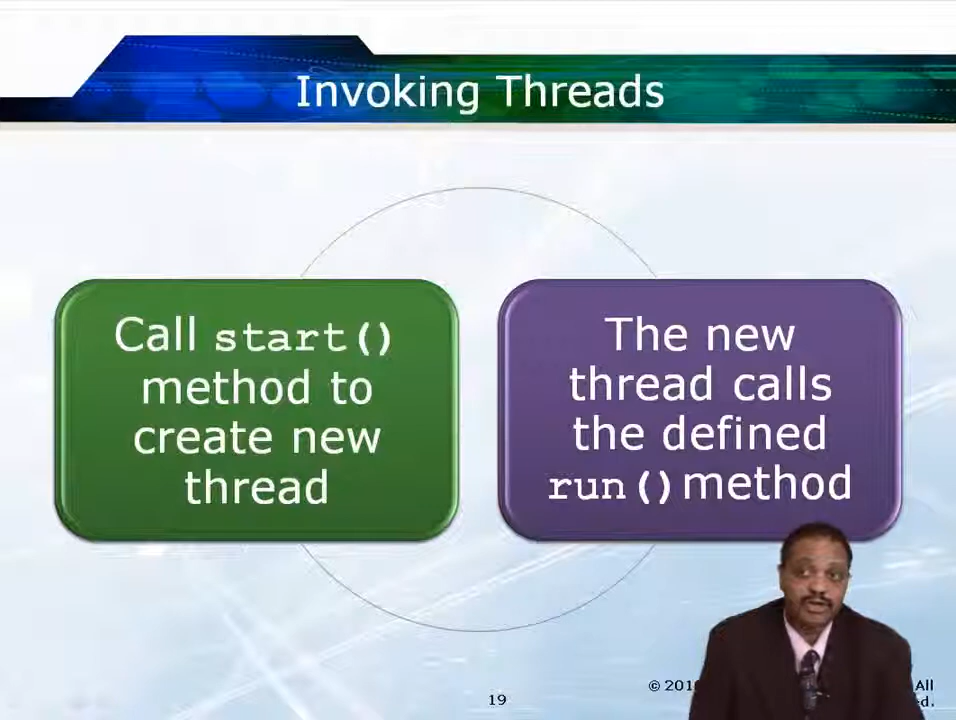 Invoking Threads
Call start()
method to
create new
thread
The new
thread calls
the defined
run()method
© 201
All
19